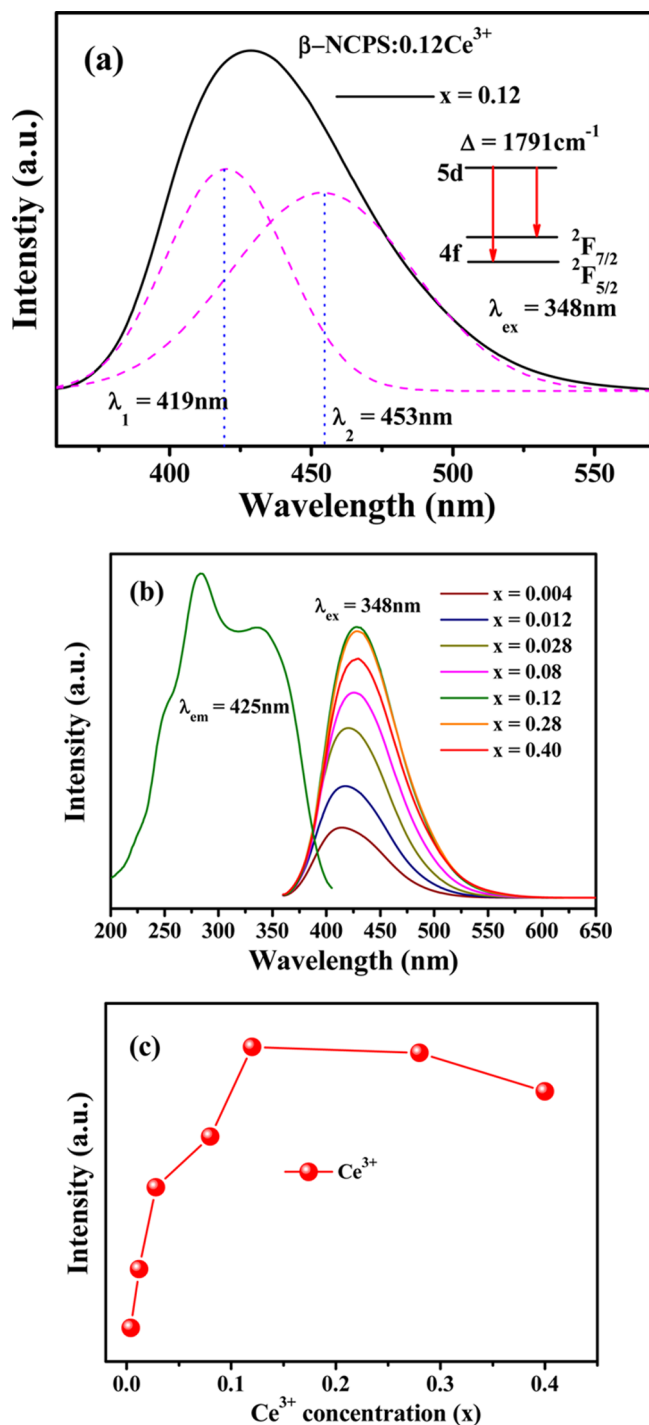 (a)
β–NCPS:0.12Ce³⁺
x = 0.12
Δ = 1791cm⁻¹
5d
4f
²F₇/₂
²F₅/₂
λₑₓ = 348nm
λ₁ = 419nm
λ₂ = 453nm
Intenstiy (a.u.)
400 450 500 550
Wavelength (nm)
(b)
λₑₓ = 348nm
λₑₘ = 425nm
x = 0.004
x = 0.012
x = 0.028
x = 0.08
x = 0.12
x = 0.28
x = 0.40
Intensity (a.u.)
200 250 300 350 400 450 500 550 600 650
Wavelength (nm)
(c)
Ce³⁺
Intensity (a.u.)
0.0 0.1 0.2 0.3 0.4
Ce³⁺ concentration (x)